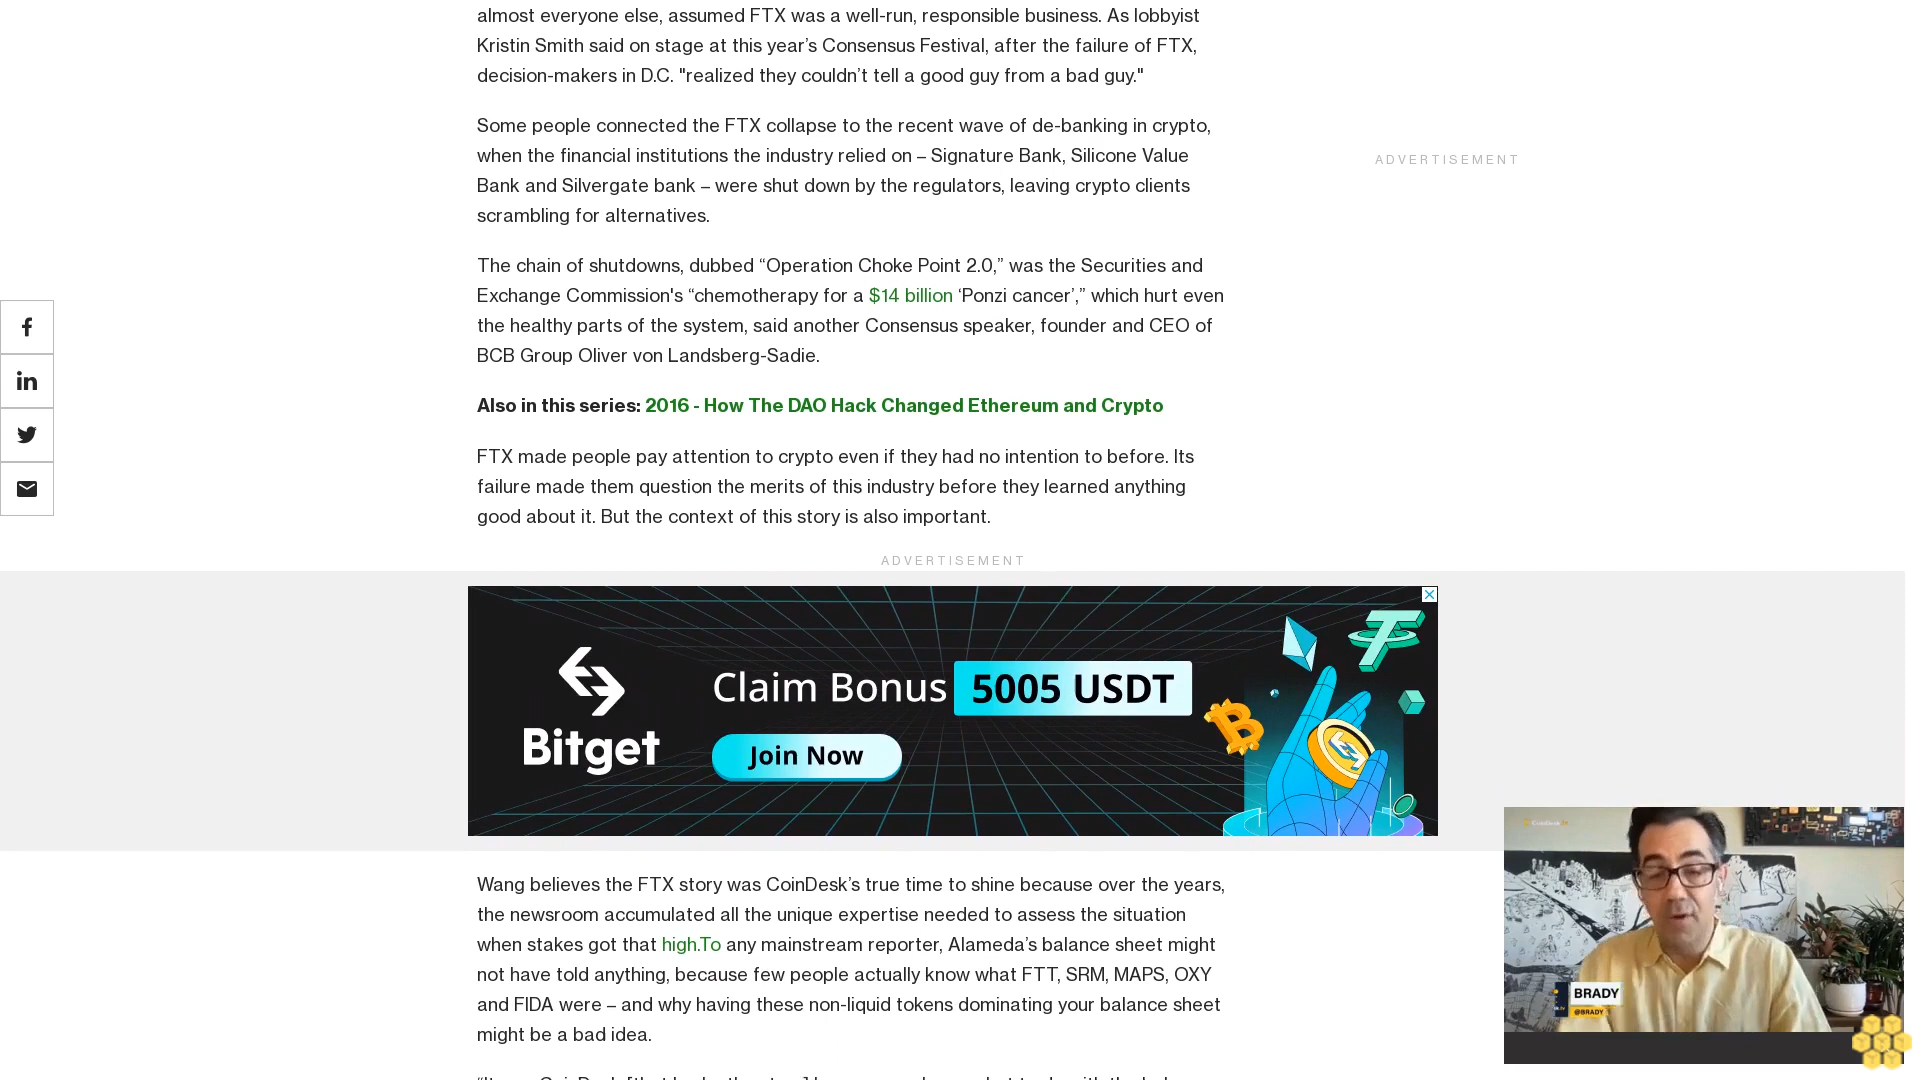 almost everyone else, assumed FTX was a well-run, responsible business. As lobbyist
Kristin Smith said on stage at this year’s Consensus Festival, after the failure of FTX,
decision-makers in D.C. "realized they couldn’t tell a good guy from a bad guy."
Some people connected the FTX collapse to the recent wave of de-banking in crypto,
when the financial institutions the industry relied on – Signature Bank, Silicone Value
Bank and Silvergate bank – were shut down by the regulators, leaving crypto clients
scrambling for alternatives.
ADVERTISEMENT
The chain of shutdowns, dubbed “Operation Choke Point 2.0,” was the Securities and
Exchange Commission's “chemotherapy for a $14 billion ‘Ponzi cancer’,” which hurt even
the healthy parts of the system, said another Consensus speaker, founder and CEO of
BCB Group Oliver von Landsberg-Sadie.
Also in this series: 2016 - How The DAO Hack Changed Ethereum and Crypto
FTX made people pay attention to crypto even if they had no intention to before. Its
failure made them question the merits of this industry before they learned anything
good about it. But the context of this story is also important.
ADVERTISEMENT
Bitget
Claim Bonus 5005 USDT
Join Now
Wang believes the FTX story was CoinDesk’s true time to shine because over the years,
the newsroom accumulated all the unique expertise needed to assess the situation
when stakes got that high.To any mainstream reporter, Alameda’s balance sheet might
not have told anything, because few people actually know what FTT, SRM, MAPS, OXY
and FIDA were – and why having these non-liquid tokens dominating your balance sheet
might be a bad idea.
BRADY
@BRADY